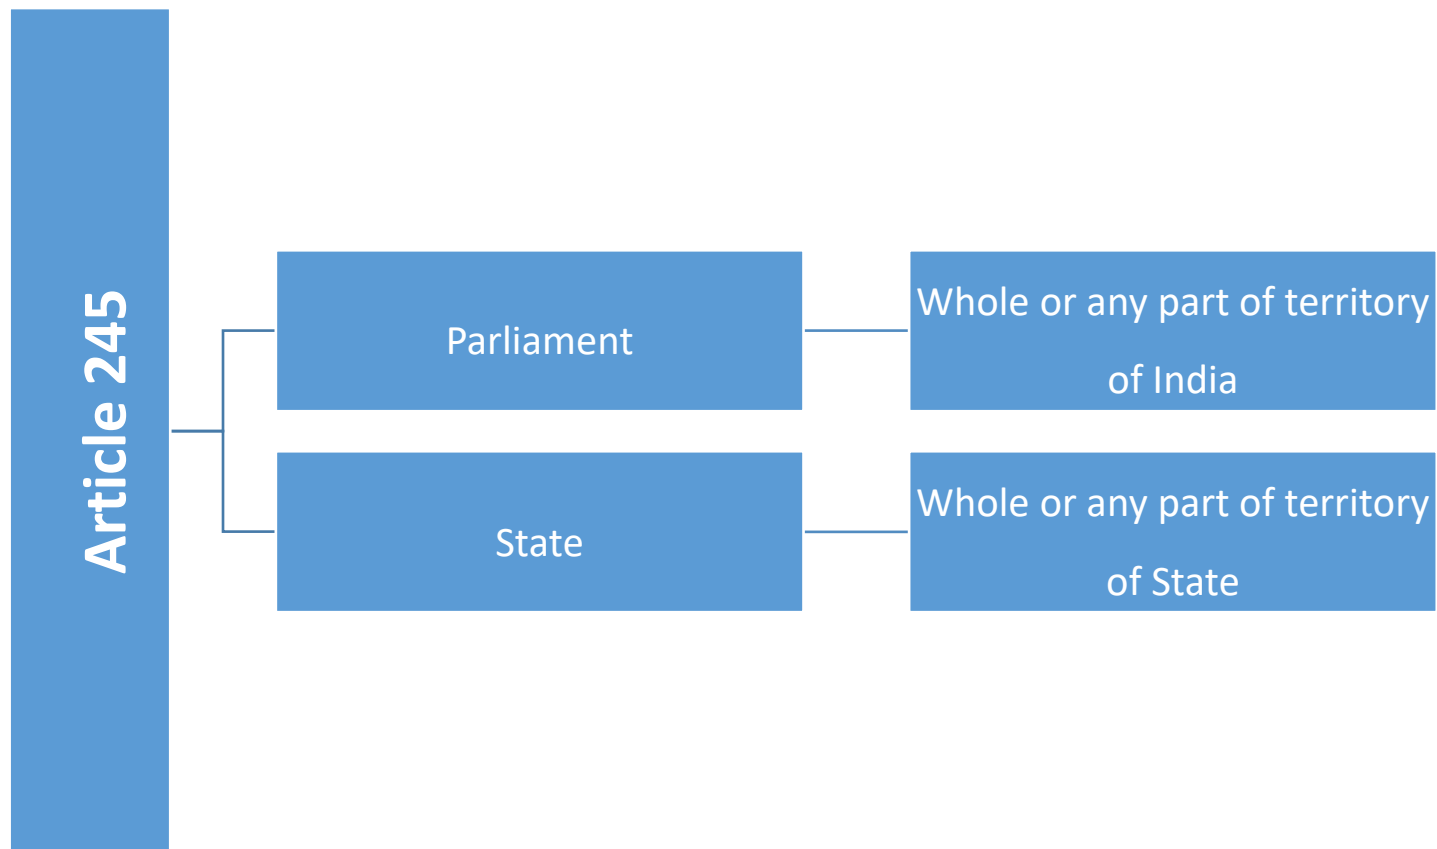 Article 245
Parliament
Whole or any part of territory
of India
State
Whole or any part of territory
of State